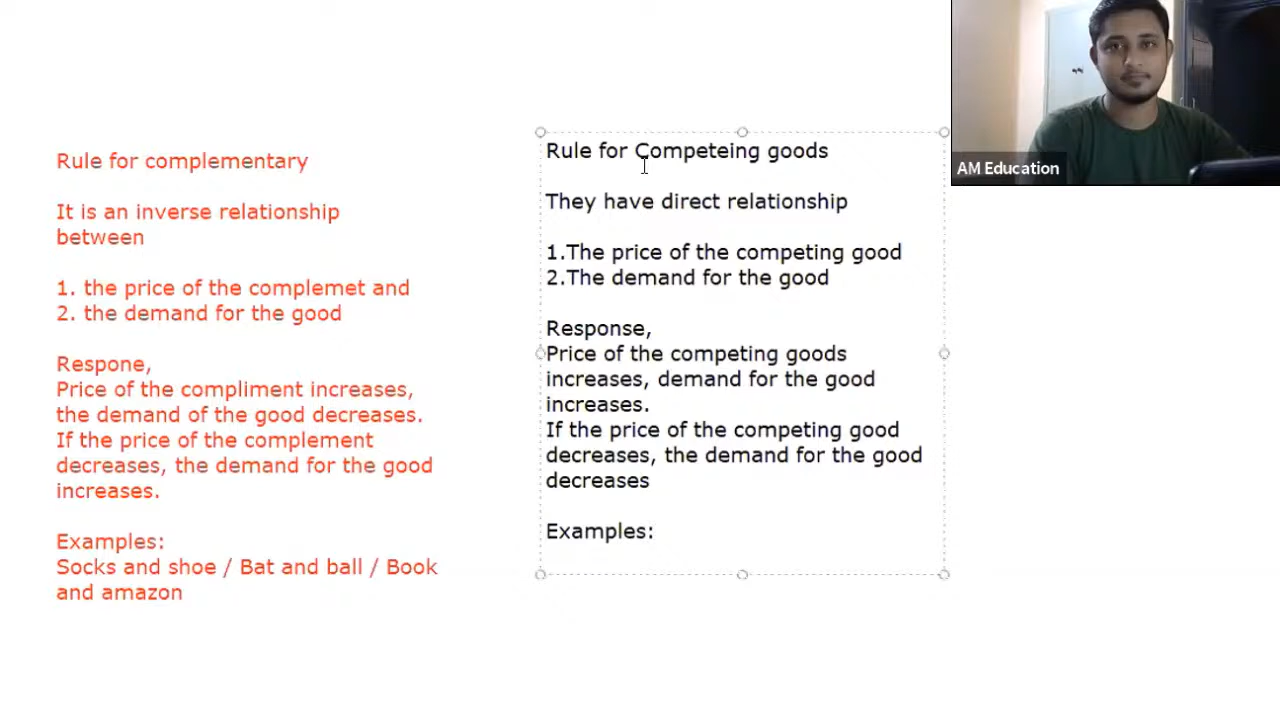 Rule for complementary
It is an inverse relationship
between
1. the price of the complemet and
2. the demand for the good
Respone,
Price of the compliment increases,
the demand of the good decreases.
If the price of the complement
decreases, the demand for the good
increases.
Examples:
Socks and shoe / Bat and ball / Book
and amazon
Rule for Competeing goods
They have direct relationship
1.The price of the competing good
2.The demand for the good
Response,
Price of the competing goods
increases, demand for the good
increases.
If the price of the competing good
decreases, the demand for the good
decreases
Examples:
AM Education